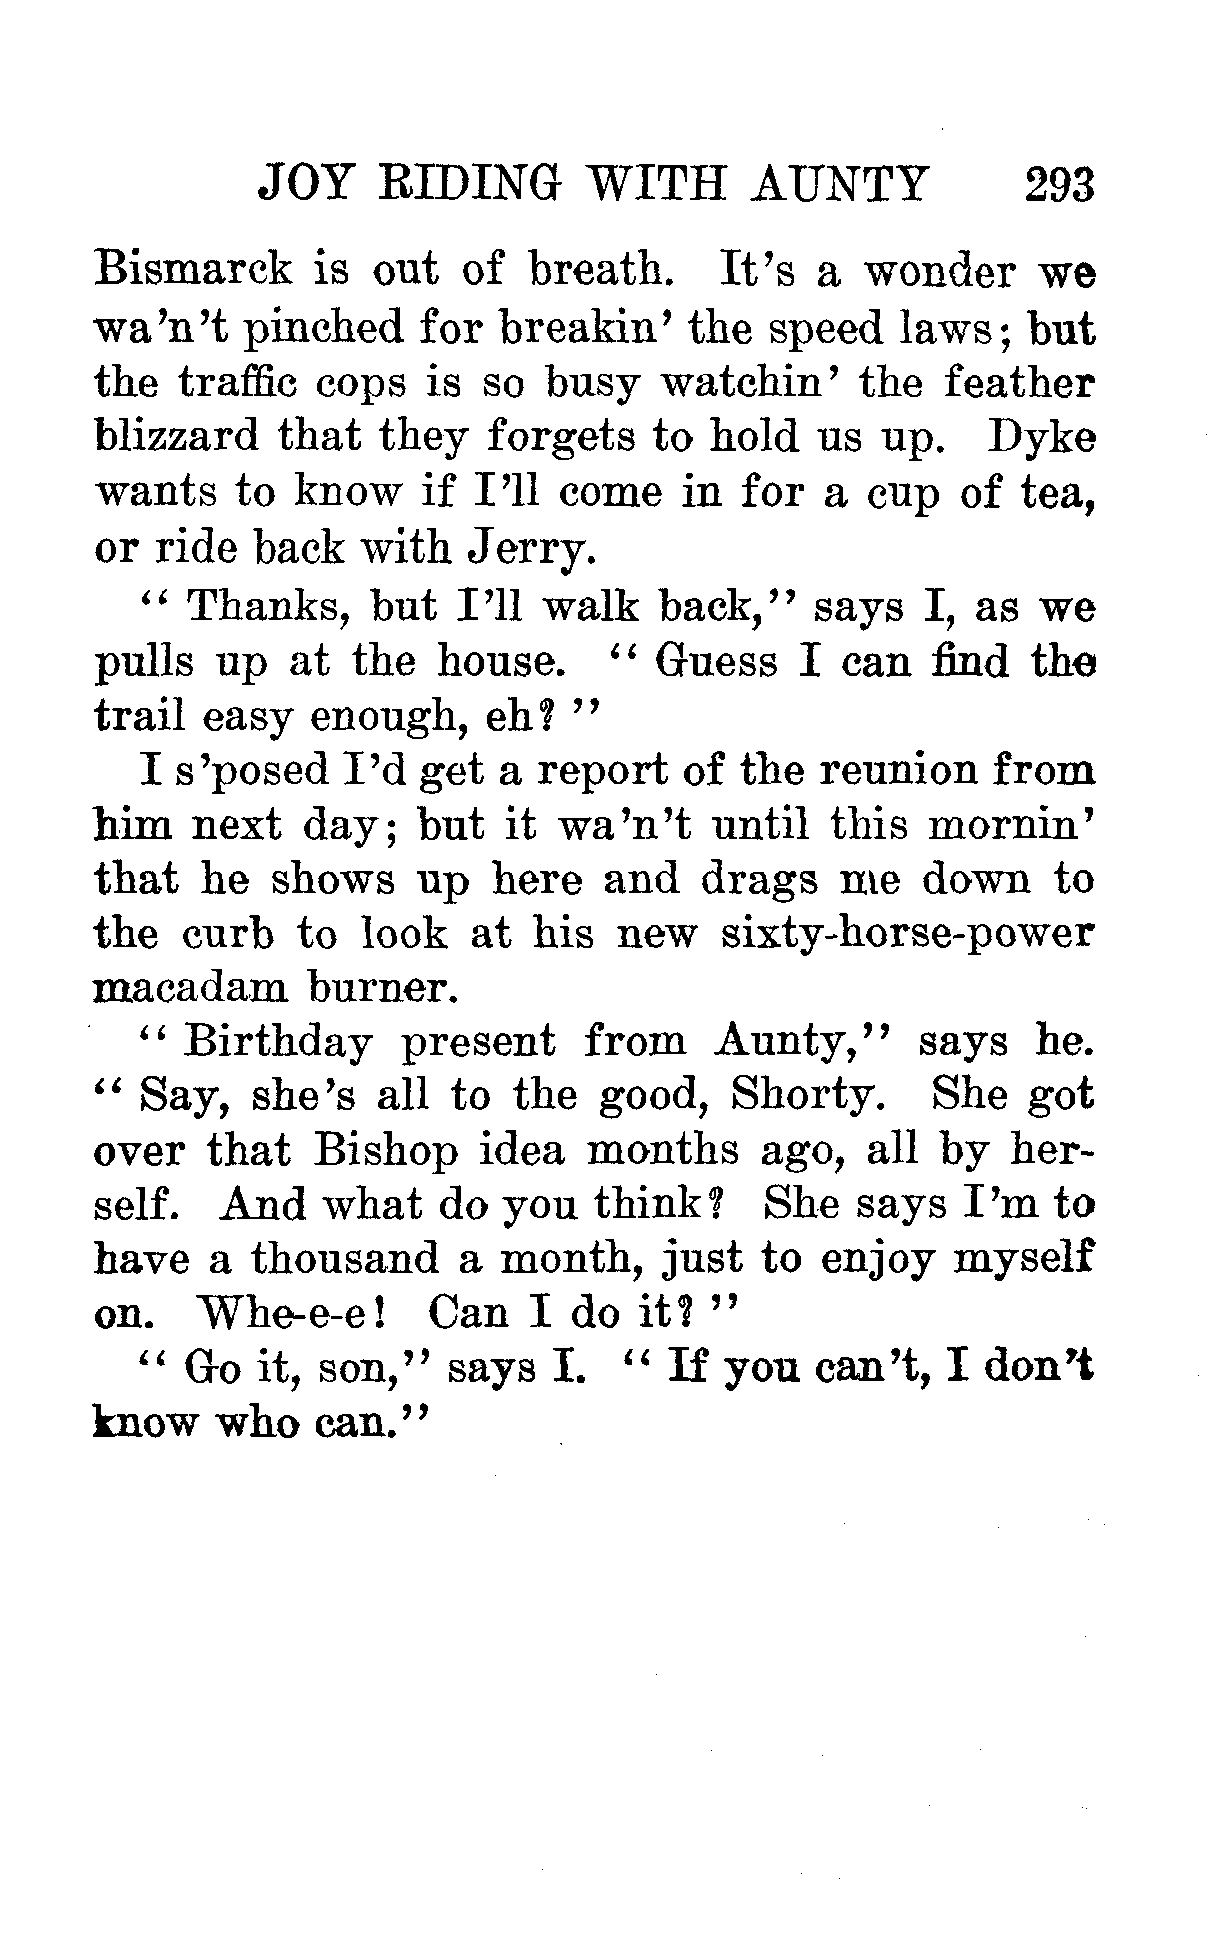 JOY RIDING WITH AUNTY 293
Bismarck is out of breath. It's a wonder we
wa'n't pinched for breakin' the speed laws; but
the traffic cops is so busy watchin' the feather
blizzard that they forgets to hold us up. Dyke
wants to know if I'll come in for a cup of tea,
or ride back with Jerry.
"Thanks, but I'll walk back," says I, as we
pulls up at the house. "Guess I can find the
trail easy enough, eh?"
I s'posed I'd get a report of the reunion from
him next day; but it wa'n't until this mornin'
that he shows up here and drags me down to
the curb to look at his new sixty-horse-power
macadam burner.
"Birthday present from Aunty," says he.
"Say, she's all to the good, Shorty. She got
over that Bishop idea months ago, all by her-
self. And what do you think? She says I'm to
have a thousand a month, just to enjoy myself
on. Whe-e-e! Can I do it?"
"Go it, son," says I. "If you can't, I don't
know who can."